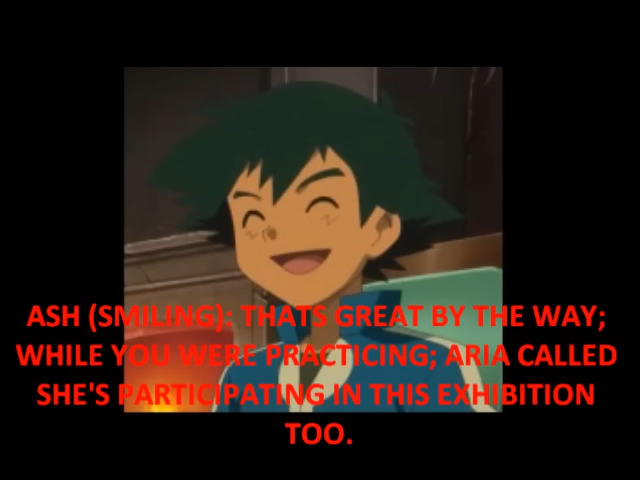 ASH (SMILING): THATS GREAT BY THE WAY;
WHILE YOU WERE PRACTICING; ARIA CALLED
SHE'S PARTICIPATING IN THIS EXHIBITION
TOO.